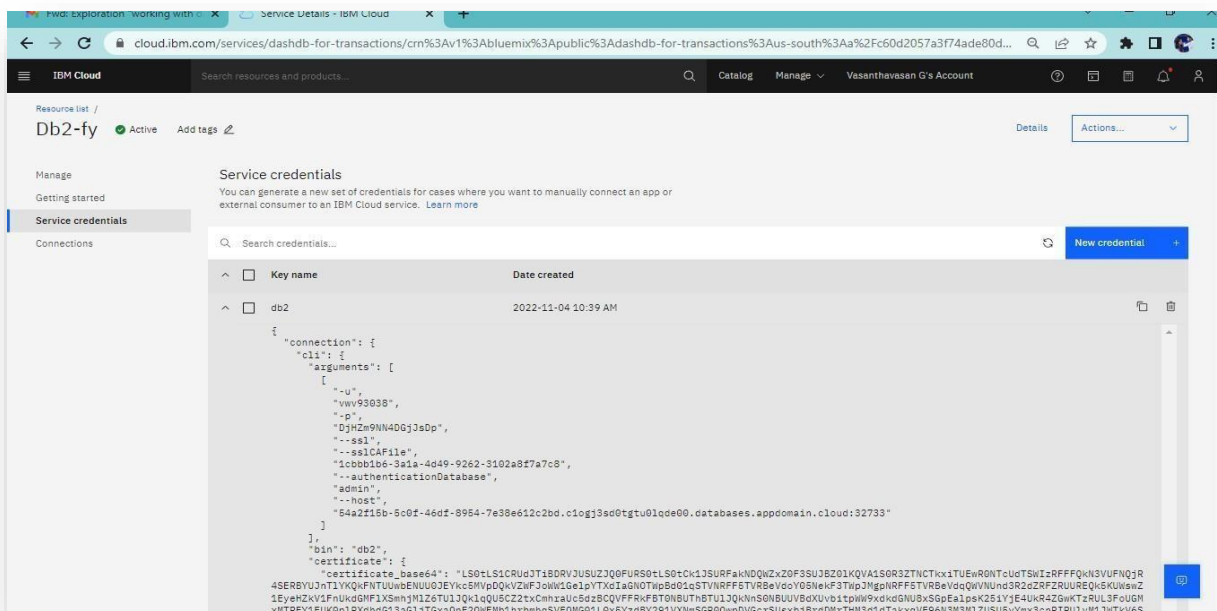 Fwd: Exploration "working with
Service Details - IBM Cloud
cloud.ibm.com/services/dashdb-for-transactions/crn%3Av1%3Abluemix%3Apublic%3Adashdb-for-transactions%3Aus-south%3Aa%2Fc60d2057a3f74ade80d...
IBM Cloud
Search resources and products...
Catalog
Manage
Vasanthavasan G's Account
Resource list /
Db2-fy
Active
Add tags
Details
Actions...
Manage
Getting started
Service credentials
Connections
Service credentials
You can generate a new set of credentials for cases where you want to manually connect an app or
external consumer to an IBM Cloud service. Learn more
Search credentials...
New credential +
Key name
Date created
db2
2022-11-04 10:39 AM
{
"connection": {
"cli": {
"arguments": [
[
"-u",
"vwv93038",
"-p",
"DjHZm9NN4DGjJsDp",
"--ssl",
"--sslCAFile",
"1cbbb1b6-3a1a-4d49-9262-3102a8f7a7c8",
"--authenticationDatabase",
"admin",
"--host",
"54a2f15b-5c0f-46df-8954-7e38e612c2bd.c1ogj3sd0tgtu0lqde00.databases.appdomain.cloud:32733"
]
],
"bin": "db2",
"certificate": {
"certificate_base64":